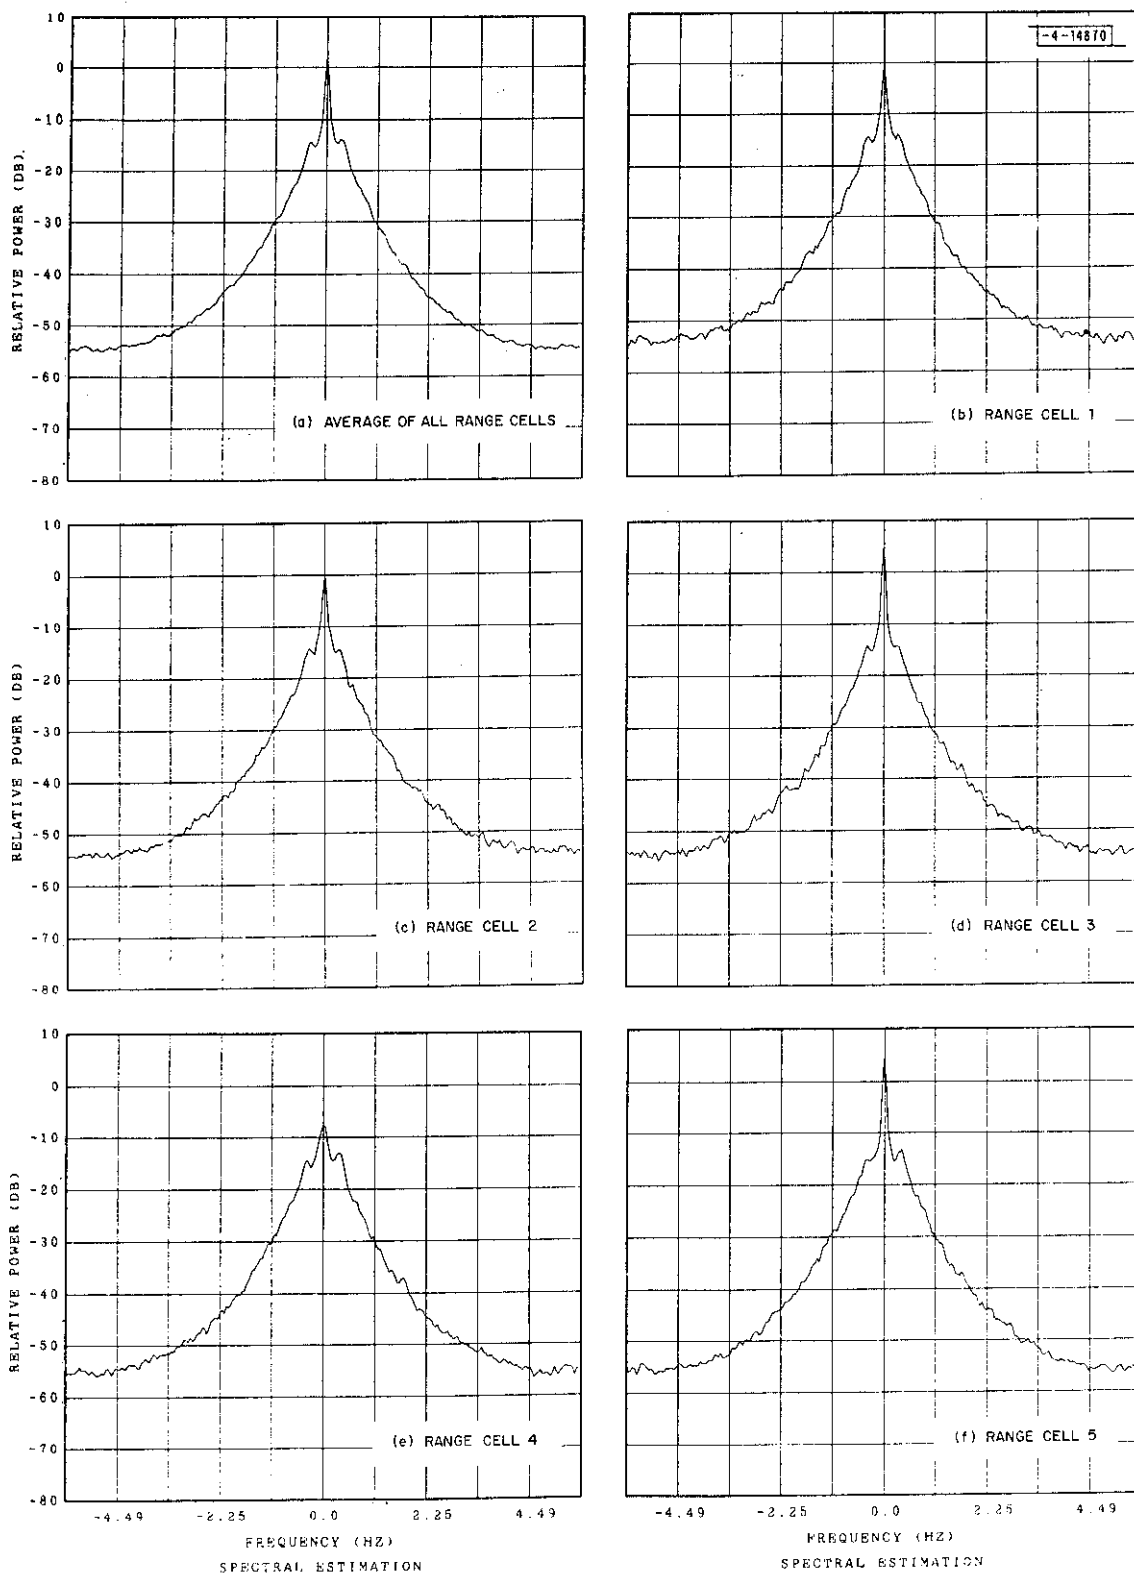 -4-14870
10
0
-10
-20
-30
-40
-50
-60
-70
-80
RELATIVE POWER (DB).
(a) AVERAGE OF ALL RANGE CELLS
(b) RANGE CELL 1
10
0
-10
-20
-30
-40
-50
-60
-70
-80
RELATIVE POWER (DB)
(c) RANGE CELL 2
(d) RANGE CELL 3
10
0
-10
-20
-30
-40
-50
-60
-70
-80
RELATIVE POWER (DB)
(e) RANGE CELL 4
(f) RANGE CELL 5
-4.49 -2.25 0.0 2.25 4.49
FREQUENCY (HZ)
SPECTRAL ESTIMATION
-4.49 -2.25 0.0 2.25 4.49
FREQUENCY (HZ)
SPECTRAL ESTIMATION